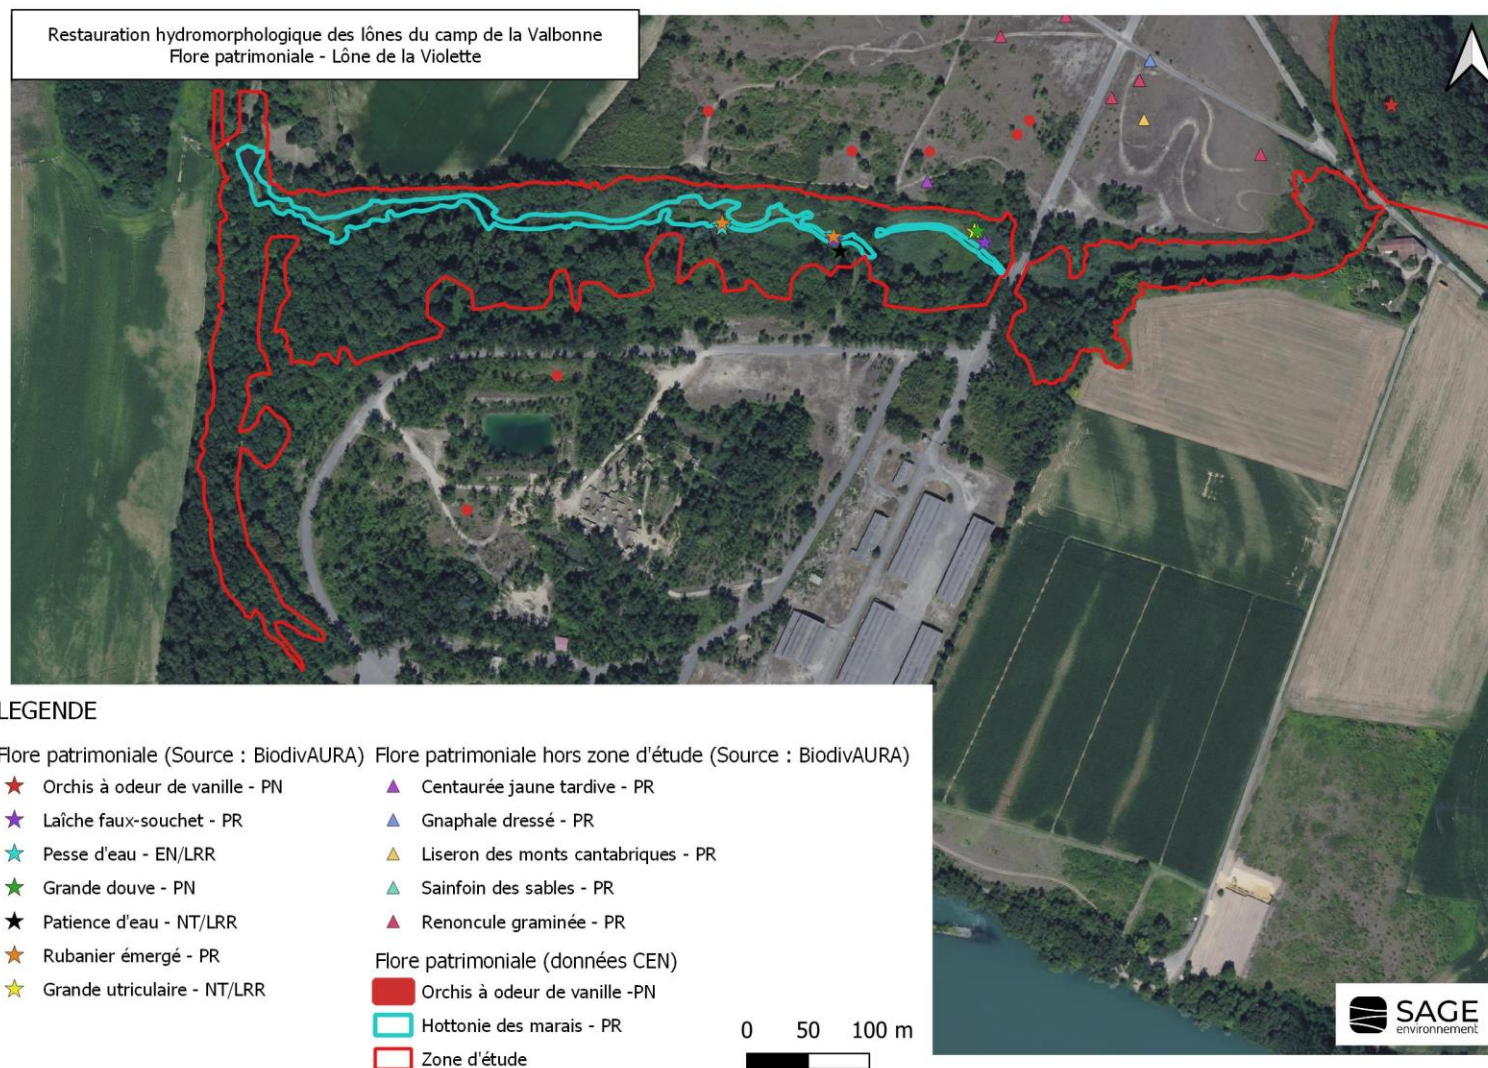 Restauration hydromorphologique des lônes du camp de la Valbonne
Flore patrimoniale - Lône de la Violette
LEGENDE
Flore patrimoniale (Source : BiodivAURA)
Orchis à odeur de vanille - PN
Laîche faux-souchet - PR
Pesse d'eau - EN/LRR
Grande douve - PN
Patience d'eau - NT/LRR
Rubanier émergé - PR
Grande utriculaire - NT/LRR
Flore patrimoniale hors zone d'étude (Source : BiodivAURA)
Centaurée jaune tardive - PR
Gnaphale dressé - PR
Liseron des monts cantabriques - PR
Sainfoin des sables - PR
Renoncule graminée - PR
Flore patrimoniale (données CEN)
Orchis à odeur de vanille -PN
Hottonie des marais - PR
Zone d'étude
0 50 100 m
SAGE
environnement